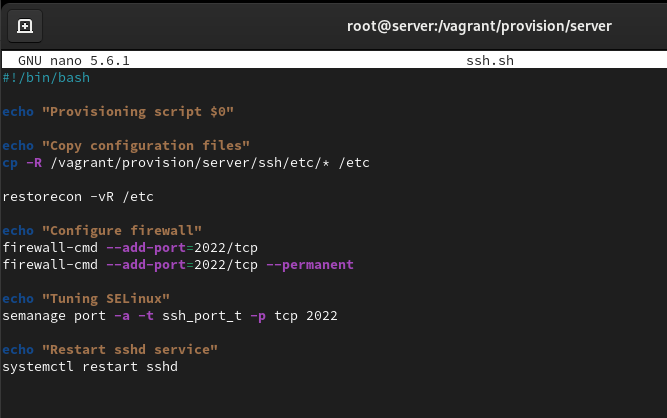 root@server:/vagrant/provision/server
GNU nano 5.6.1 ssh.sh
#!/bin/bash
echo "Provisioning script $0"
echo "Copy configuration files"
cp -R /vagrant/provision/server/ssh/etc/* /etc
restorecon -vR /etc
echo "Configure firewall"
firewall-cmd --add-port=2022/tcp
firewall-cmd --add-port=2022/tcp --permanent
echo "Tuning SELinux"
semanage port -a -t ssh_port_t -p tcp 2022
echo "Restart sshd service"
systemctl restart sshd